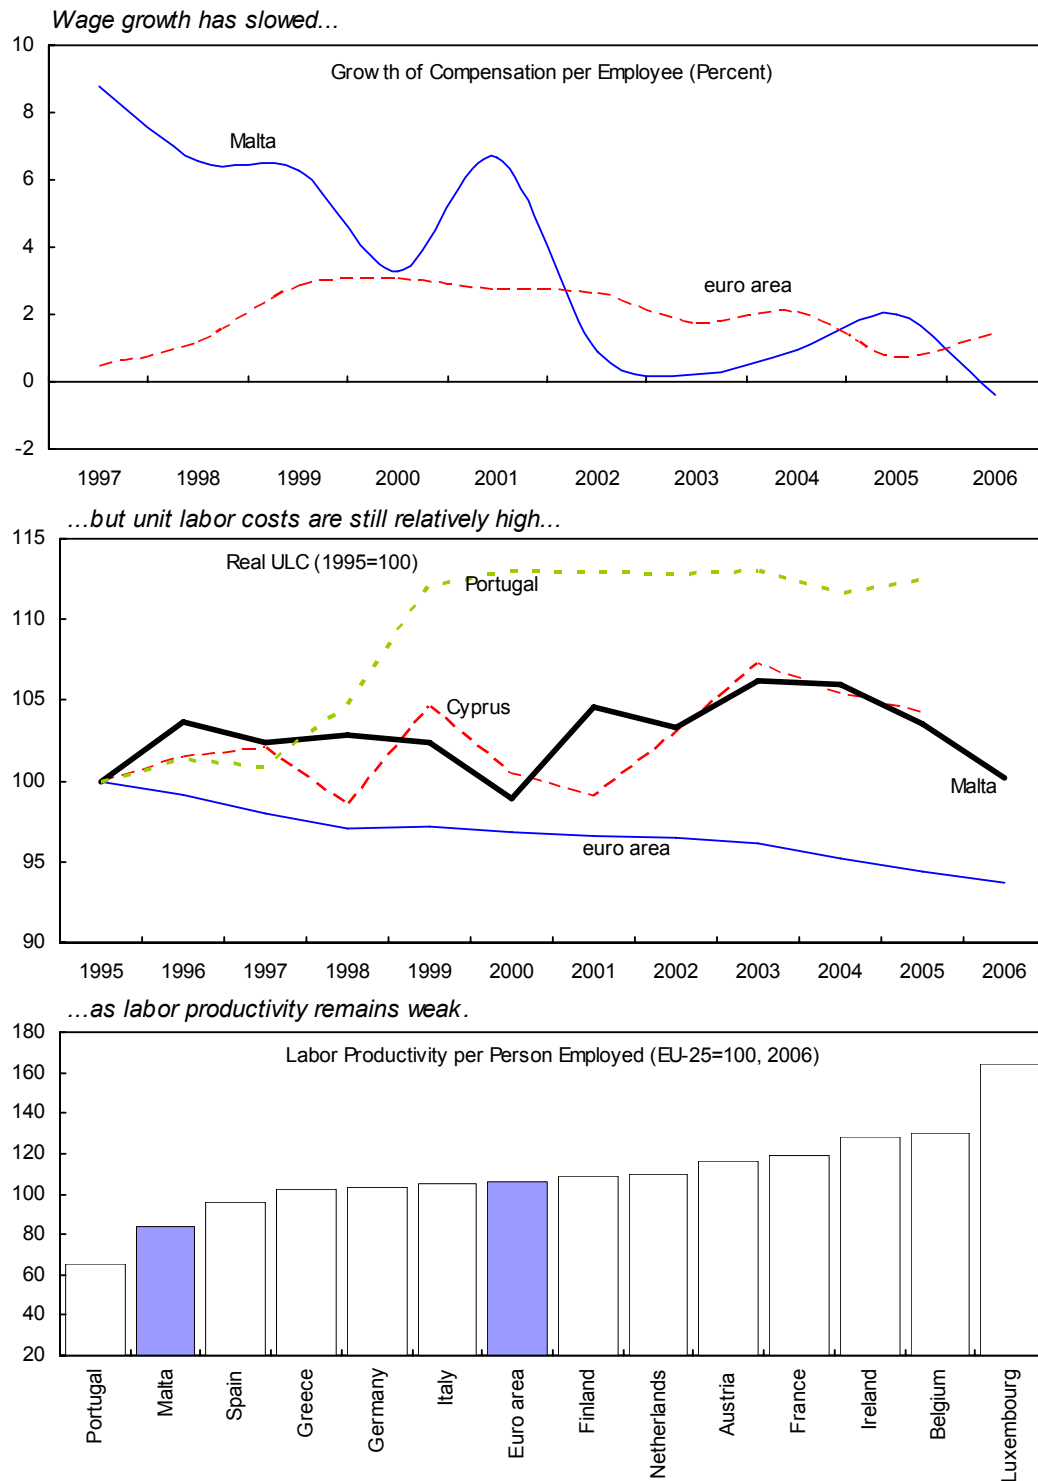 Wage growth has slowed...
10
Growth of Compensation per Employee (Percent)
8
Malta
6
4
euro area
2
0
-2
1997 1998 1999 2000 2001 2002 2003 2004 2005 2006
...but unit labor costs are still relatively high...
115
Real ULC (1995=100)
Portugal
110
105
Cyprus
100
Malta
euro area
95
90
1995 1996 1997 1998 1999 2000 2001 2002 2003 2004 2005 2006
...as labor productivity remains weak.
180
Labor Productivity per Person Employed (EU-25=100, 2006)
160
140
120
100
80
60
40
20
Portugal
Malta
Spain
Greece
Germany
Italy
Euro area
Finland
Netherlands
Austria
France
Ireland
Belgium
Luxembourg